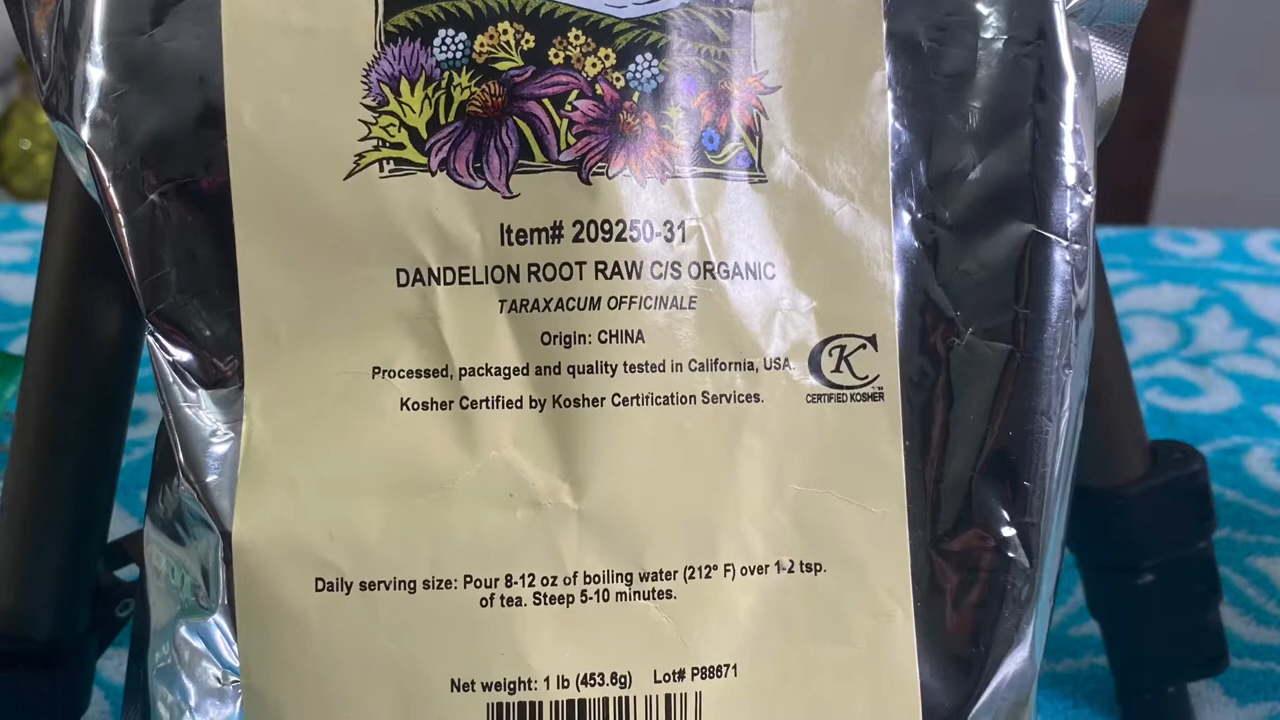 Item# 209250-31
DANDELION ROOT RAW C/S ORGANIC
TARAXACUM OFFICINALE
Origin: CHINA
Processed, packaged and quality tested in California, USA.
Kosher Certified by Kosher Certification Services.
CK
CERTIFIED KOSHER
Daily serving size: Pour 8-12 oz of boiling water (212° F) over 1-2 tsp.
of tea. Steep 5-10 minutes.
Net weight: 1 lb (453.6g) Lot# P88671